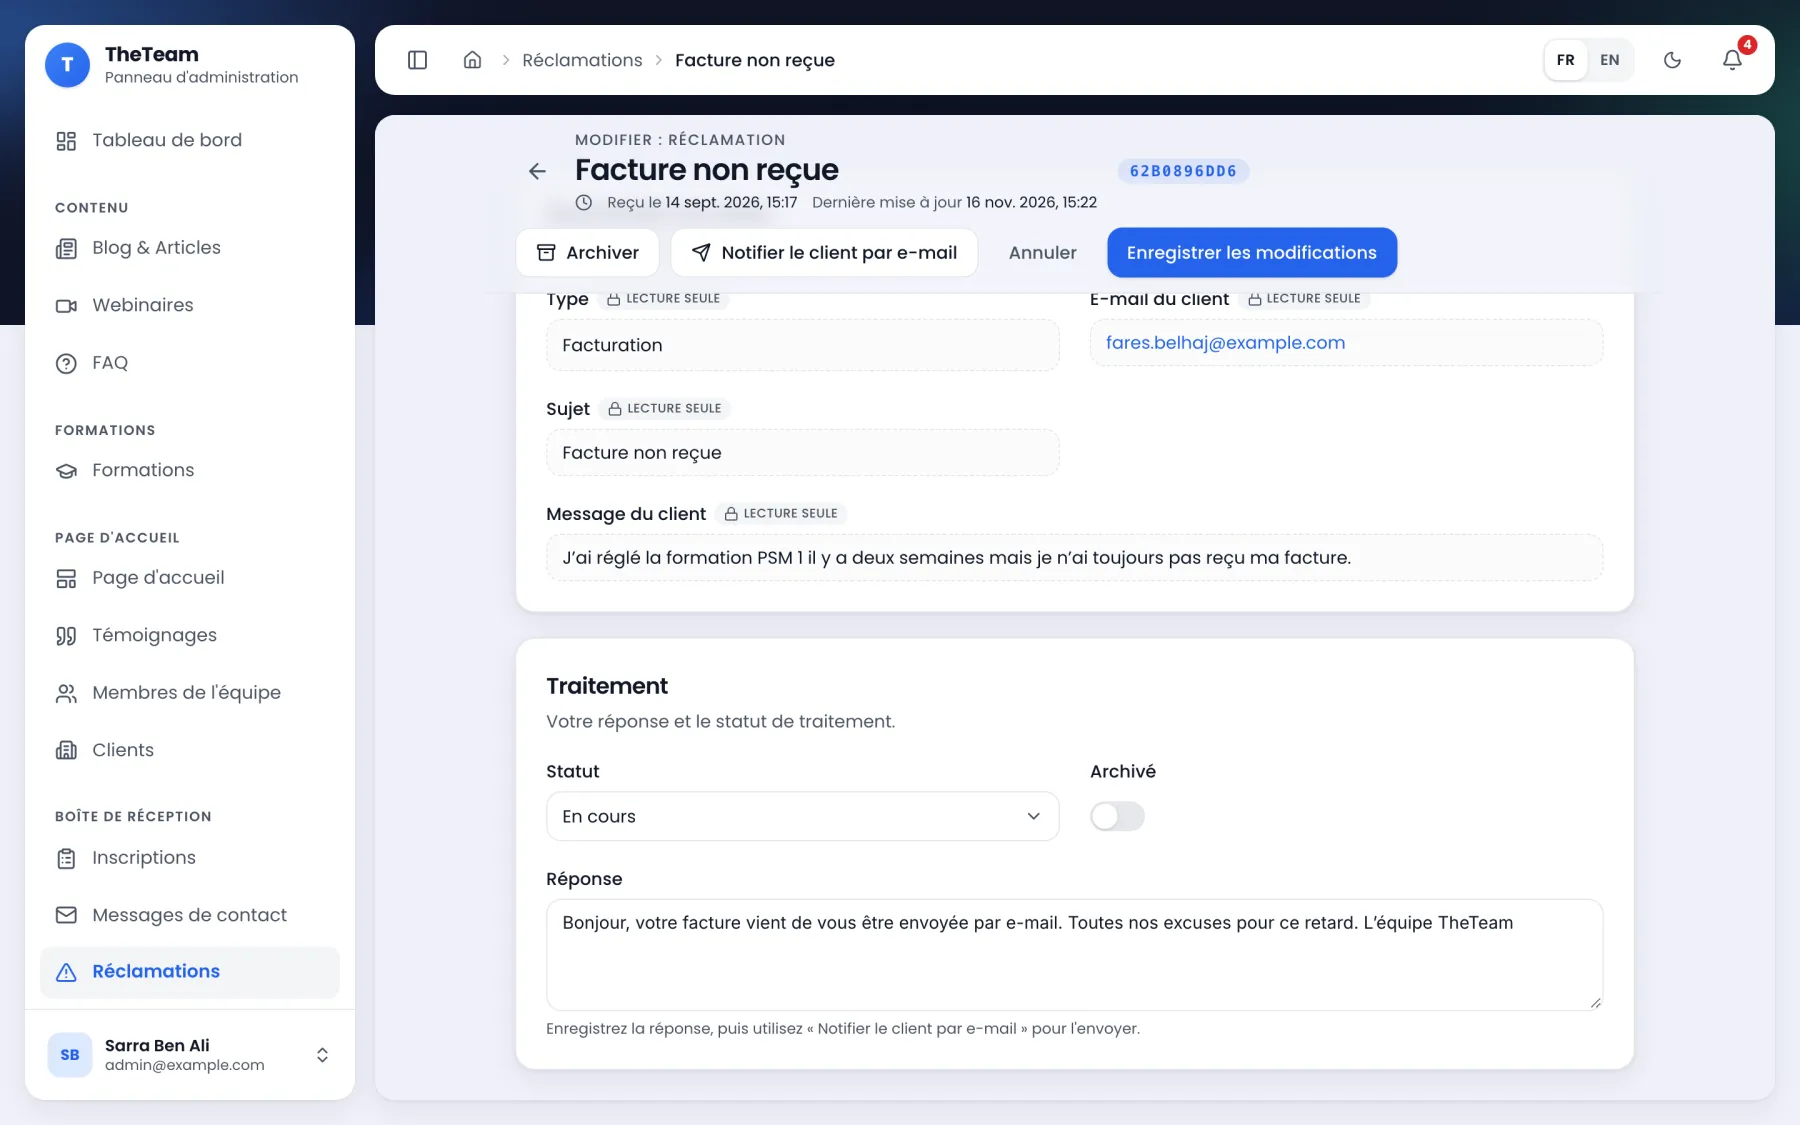 T
TheTeam
Panneau d'administration
Tableau de bord
CONTENU
Blog & Articles
Webinaires
FAQ
FORMATIONS
Formations
PAGE D'ACCUEIL
Page d'accueil
Témoignages
Membres de l'équipe
Clients
BOÎTE DE RÉCEPTION
Inscriptions
Messages de contact
Réclamations
SB
Sarra Ben Ali
admin@example.com
Réclamations
Facture non reçue
FR
EN
4
MODIFIER : RÉCLAMATION
Facture non reçue
62B0896DD6
Reçu le 14 sept. 2026, 15:17 Dernière mise à jour 16 nov. 2026, 15:22
Archiver
Notifier le client par e-mail
Annuler
Enregistrer les modifications
Type
LECTURE SEULE
Facturation
E-mail du client
LECTURE SEULE
fares.belhaj@example.com
Sujet
LECTURE SEULE
Facture non reçue
Message du client
LECTURE SEULE
J’ai réglé la formation PSM 1 il y a deux semaines mais je n’ai toujours pas reçu ma facture.
Traitement
Votre réponse et le statut de traitement.
Statut
En cours
Archivé
Réponse
Bonjour, votre facture vient de vous être envoyée par e-mail. Toutes nos excuses pour ce retard. L’équipe TheTeam
Enregistrez la réponse, puis utilisez « Notifier le client par e-mail » pour l'envoyer.